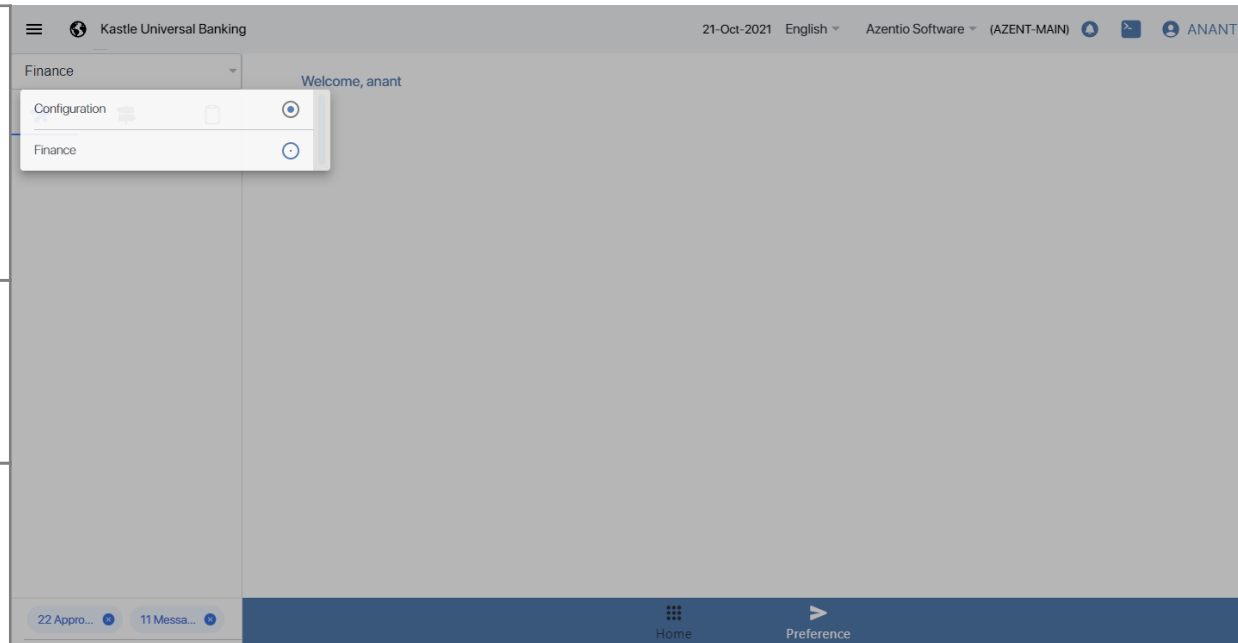 Kastle Universal Banking 21-Oct-2021 English Azentio Software (AZENT-MAIN) ANANT
Finance
Welcome, anant
Configuration
Finance
22 Appro... 11 Messa...
Home Preference